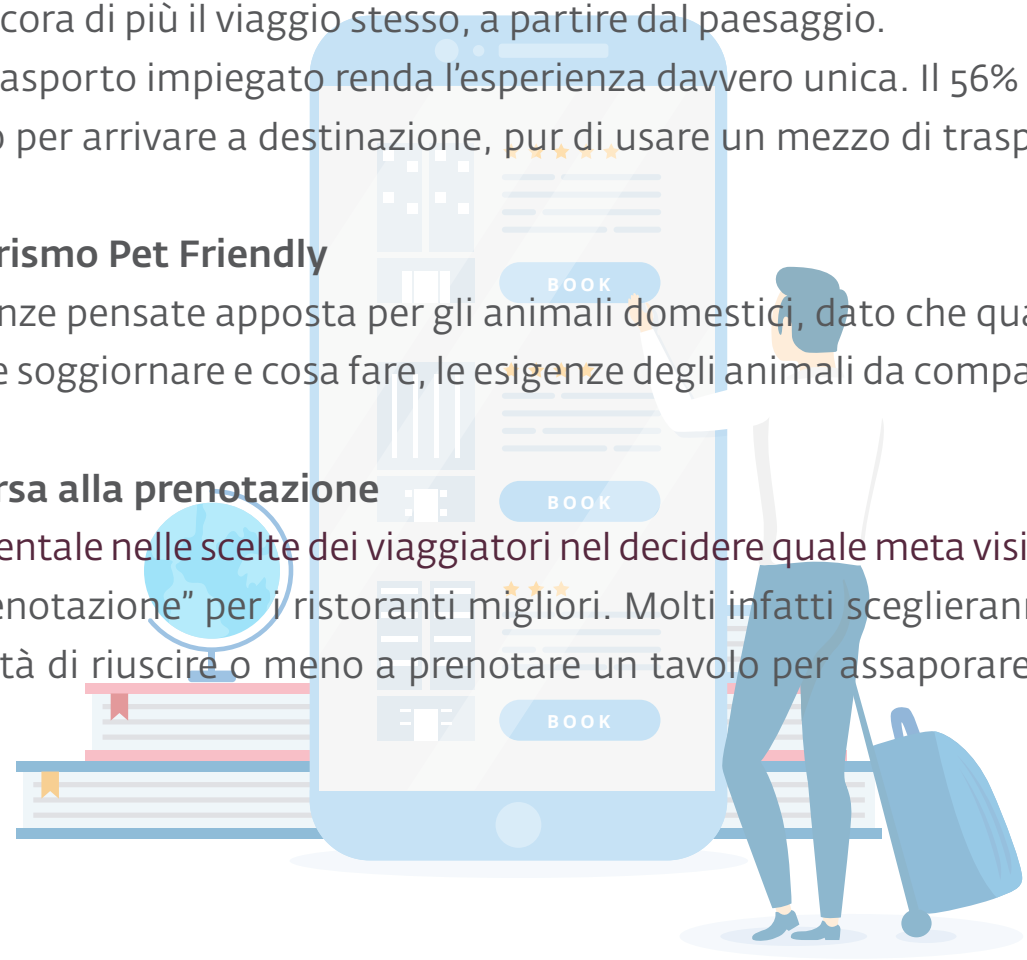 cora di più il viaggio stesso, a partire dal paesaggio.
asporto impiegato renda l’esperienza davvero unica. Il 56%
o per arrivare a destinazione, pur di usare un mezzo di trasp
rismo Pet Friendly
BOOK
nze pensate apposta per gli animali domestici, dato che qua
e soggiornare e cosa fare, le esigenze degli animali da compa
rsa alla prenotazione
BOOK
entale nelle scelte dei viaggiatori nel decidere quale meta visi
enotazione” per i ristoranti migliori. Molti infatti sceglierann
tà di riuscire o meno a prenotare un tavolo per assaporare
BOOK